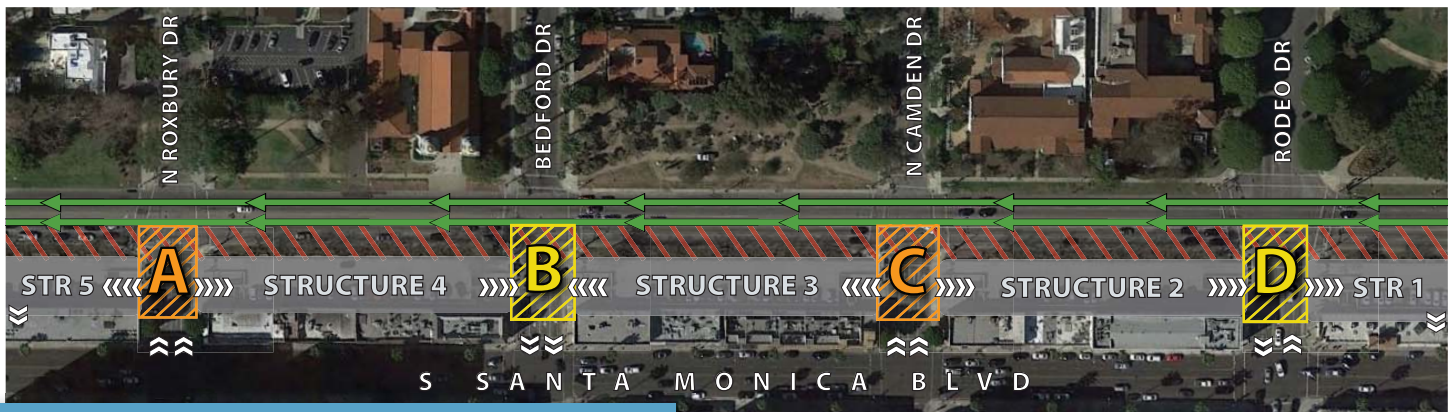 N ROXBURY DR
BEDFORD DR
N CAMDEN DR
RODEO DR
STR 5
A
STRUCTURE 4
B
STRUCTURE 3
C
STRUCTURE 2
D
STR 1
S SANTA MONICA BLVD